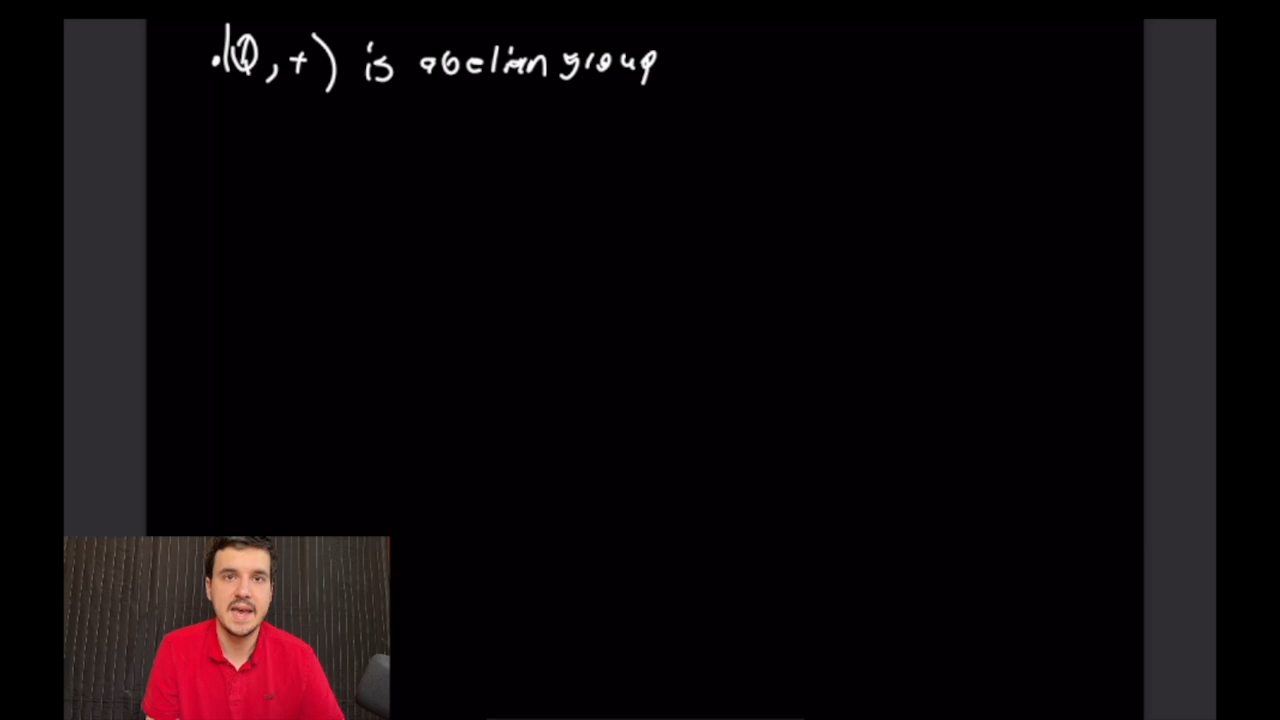 •(ℚ,+) is abelian group